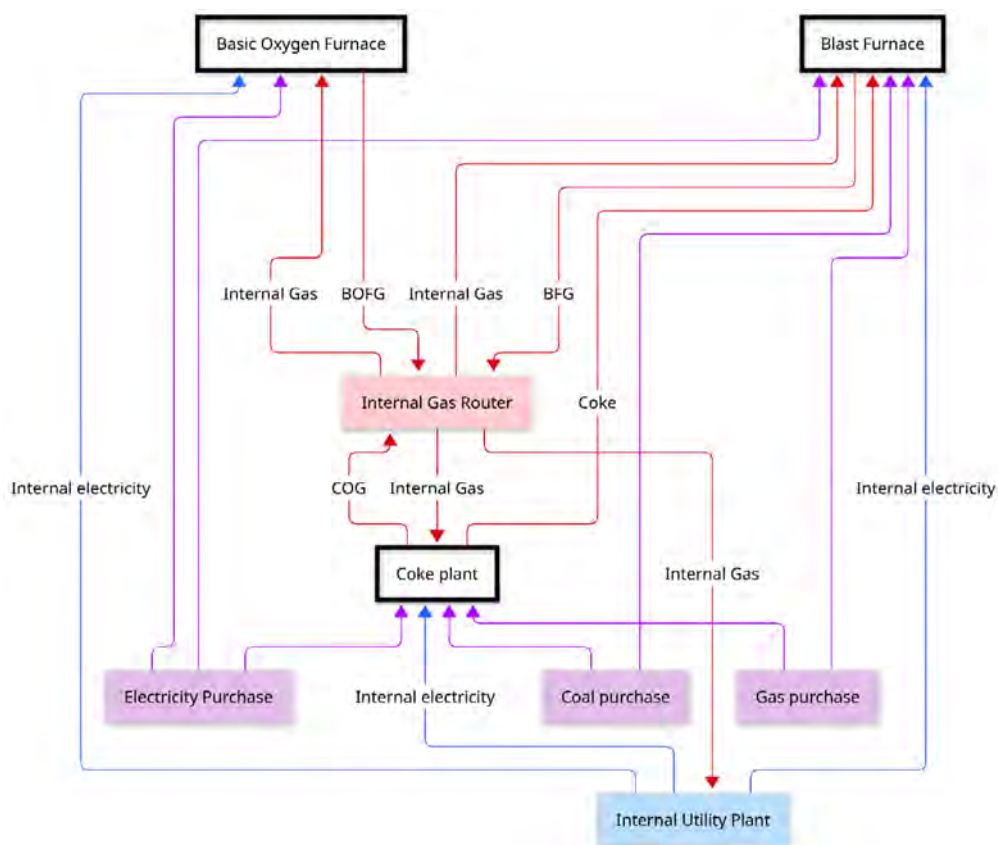 Basic Oxygen Furnace
Blast Furnace
Internal Gas
BOFG
Internal Gas
BFG
Internal Gas Router
Coke
Internal electricity
COG
Internal Gas
Internal electricity
Coke plant
Internal Gas
Electricity Purchase
Internal electricity
Coal purchase
Gas purchase
Internal Utility Plant